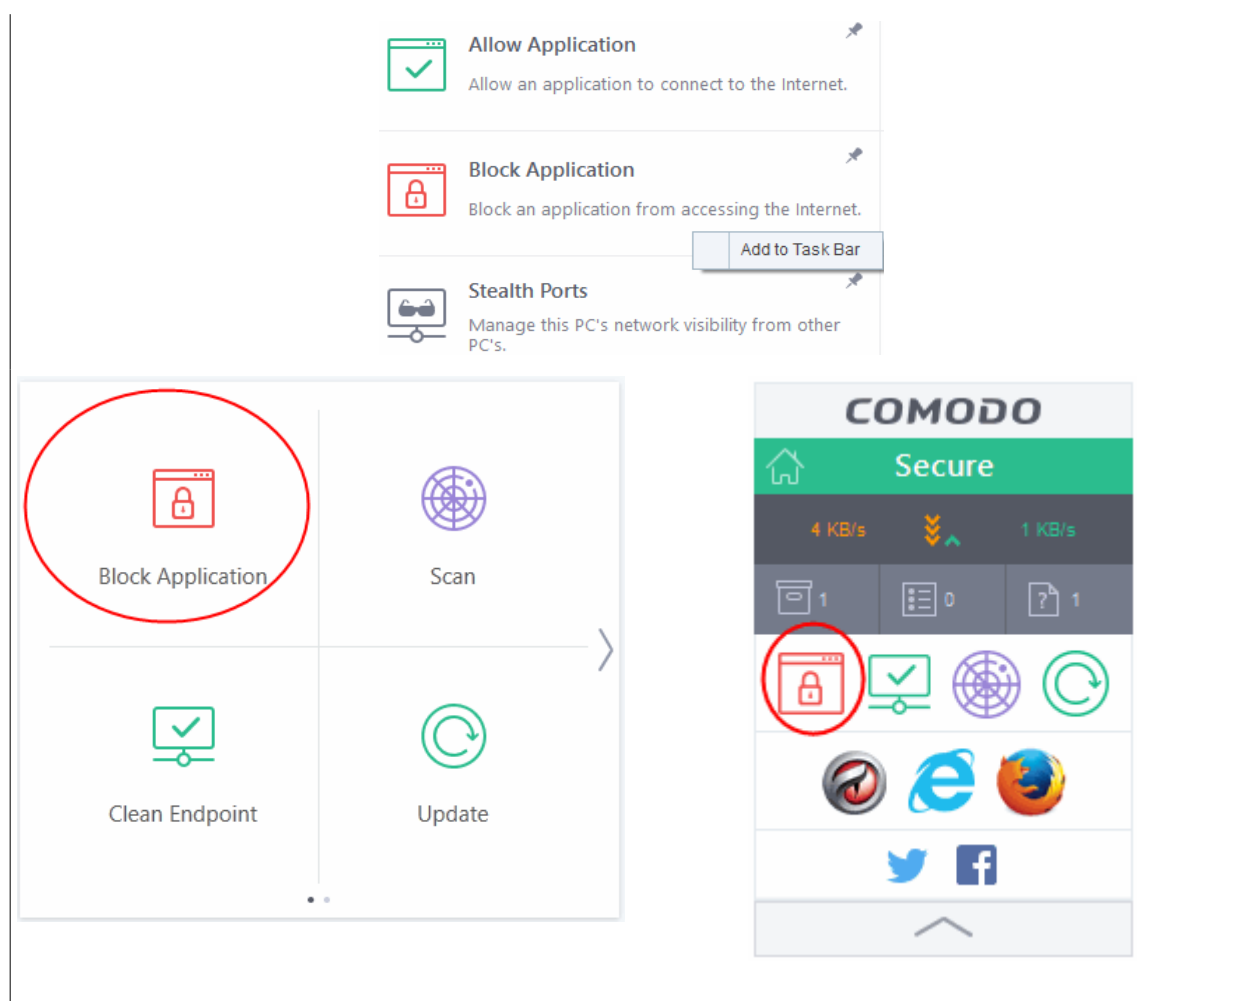 Allow Application
Allow an application to connect to the Internet.
Block Application
Block an application from accessing the Internet.
Add to Task Bar
Stealth Ports
Manage this PC's network visibility from other
PC's.
Block Application
Scan
Clean Endpoint
Update
COMODO
Secure
4 KB/s
1 KB/s
1
0
? 1